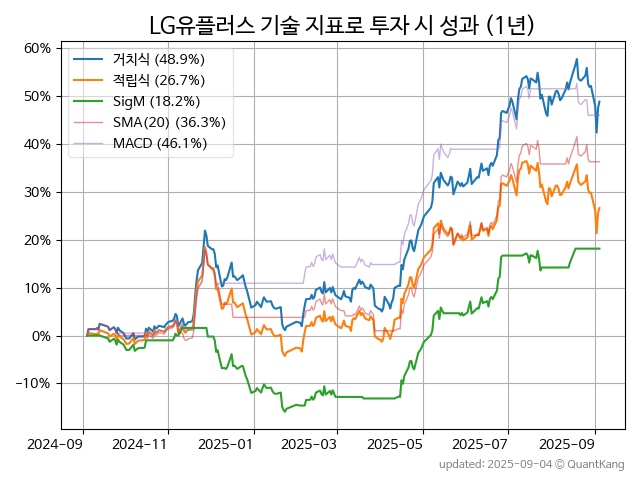 LG유플러스 기술 지표로 투자 시 성과 (1년)
60%
50%
40%
30%
20%
10%
0%
−10%
거치식 (48.9%)
적립식 (26.7%)
SigM (18.2%)
SMA(20) (36.3%)
MACD (46.1%)
2024-09
2024-11
2025-01
2025-03
2025-05
2025-07
2025-09
updated: 2025-09-04 © QuantKang